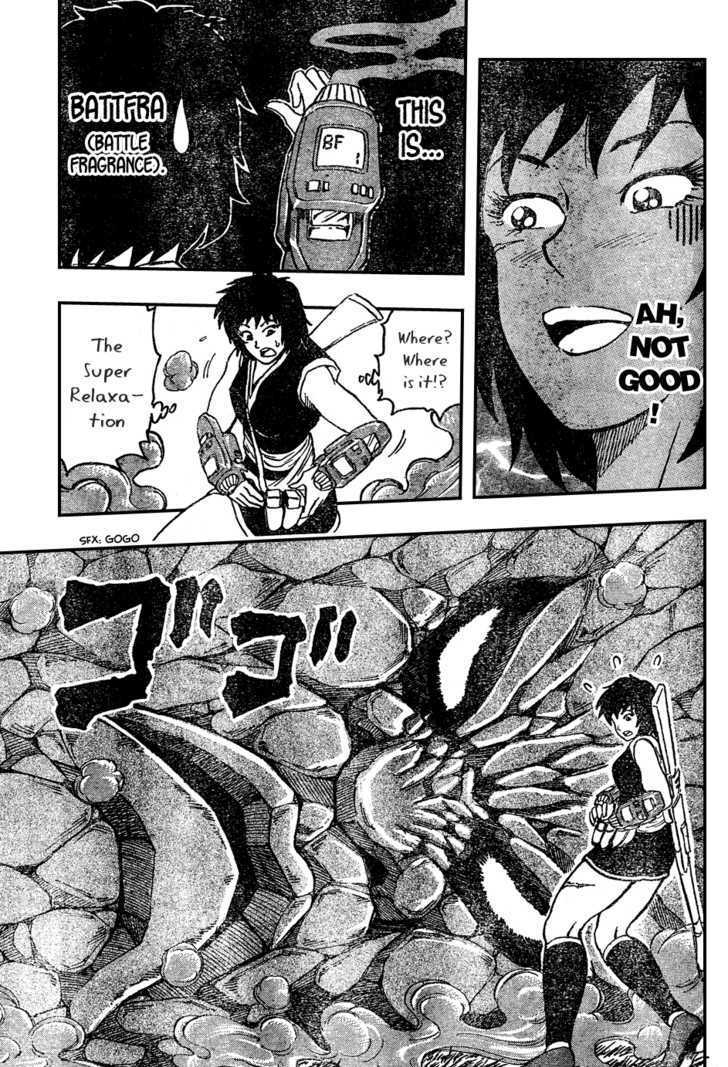 AH,
NOT
GOOD
!
THIS
IS...
BF
1
BATTFRA
(BATTLE
FRAGRANCE).
Where?
Where
is it!?
The
Super
Relaxa-
tion
SFX: GOGO
ゴゴ